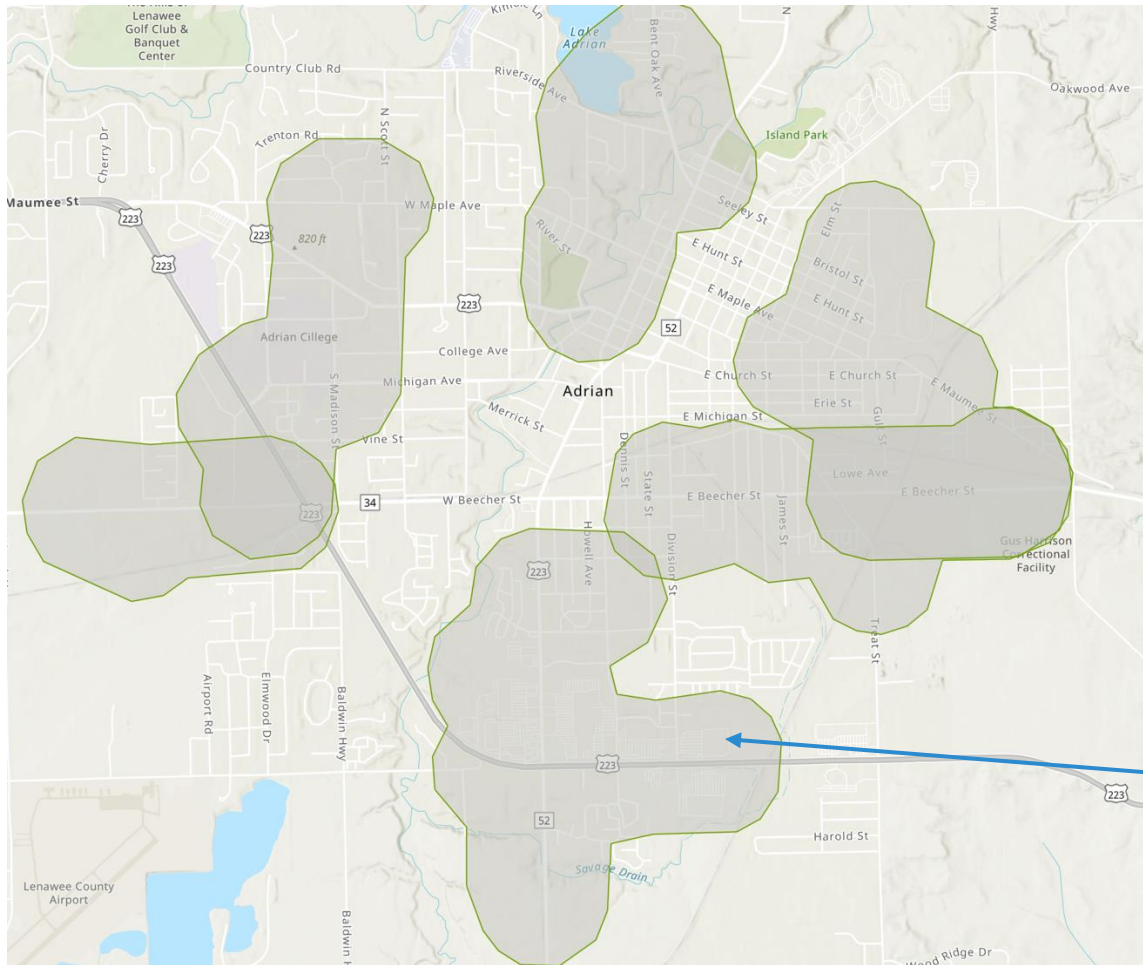 The Hills of
Lenawee
Golf Club &
Banquet
Center
Kimole Ln
Lake
Adrian
Bent Oak Ave
N
Hwy
Country Club Rd
Riverside Ave
Oakwood Ave
N Scott St
Trenton Rd
Cherry Dr
Island Park
Maumee St
W Maple Ave
Seeley St
Elm St
223
223
820 ft
223
River St
E Hunt St
Bristol St
E Maple Ave
E Hunt St
223
52
Adrian Cillege
College Ave
Michigan Ave
S Madison St
E Church St
E Church St
E Maumee St
Adrian
Merrick St
E Michigan St
Erie St
Gulf St
Vine St
Dennis St
State St
Lowe Ave
34
W Beecher St
E Beecher St
E Beecher St
James St
223
Howell Ave
Division St
Gus Harrison
Correctional
Facility
223
Treat St
Airport Rd
Elmwood Dr
Baldwin Hwy
223
223
52
Harold St
Savage Drain
Lenawee County
Airport
Baldwin H
Wood Ridge Dr